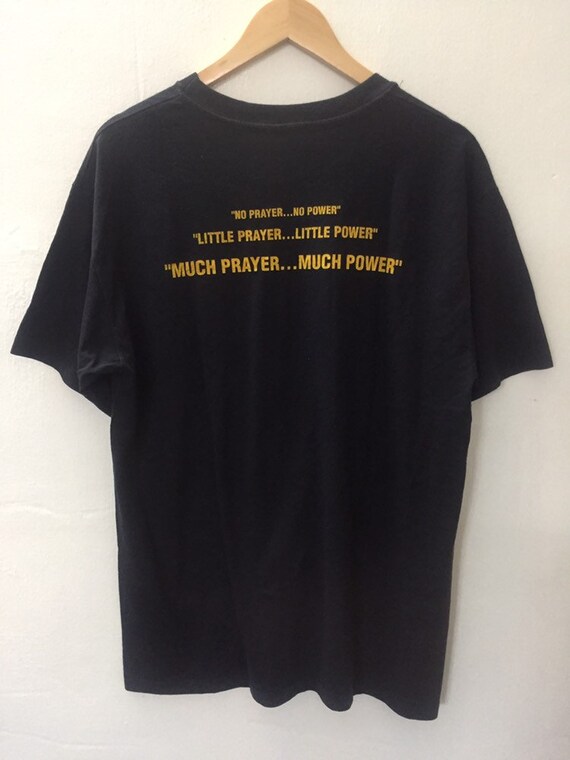 "NO PRAYER...NO POWER"
"LITTLE PRAYER...LITTLE POWER"
"MUCH PRAYER...MUCH POWER"